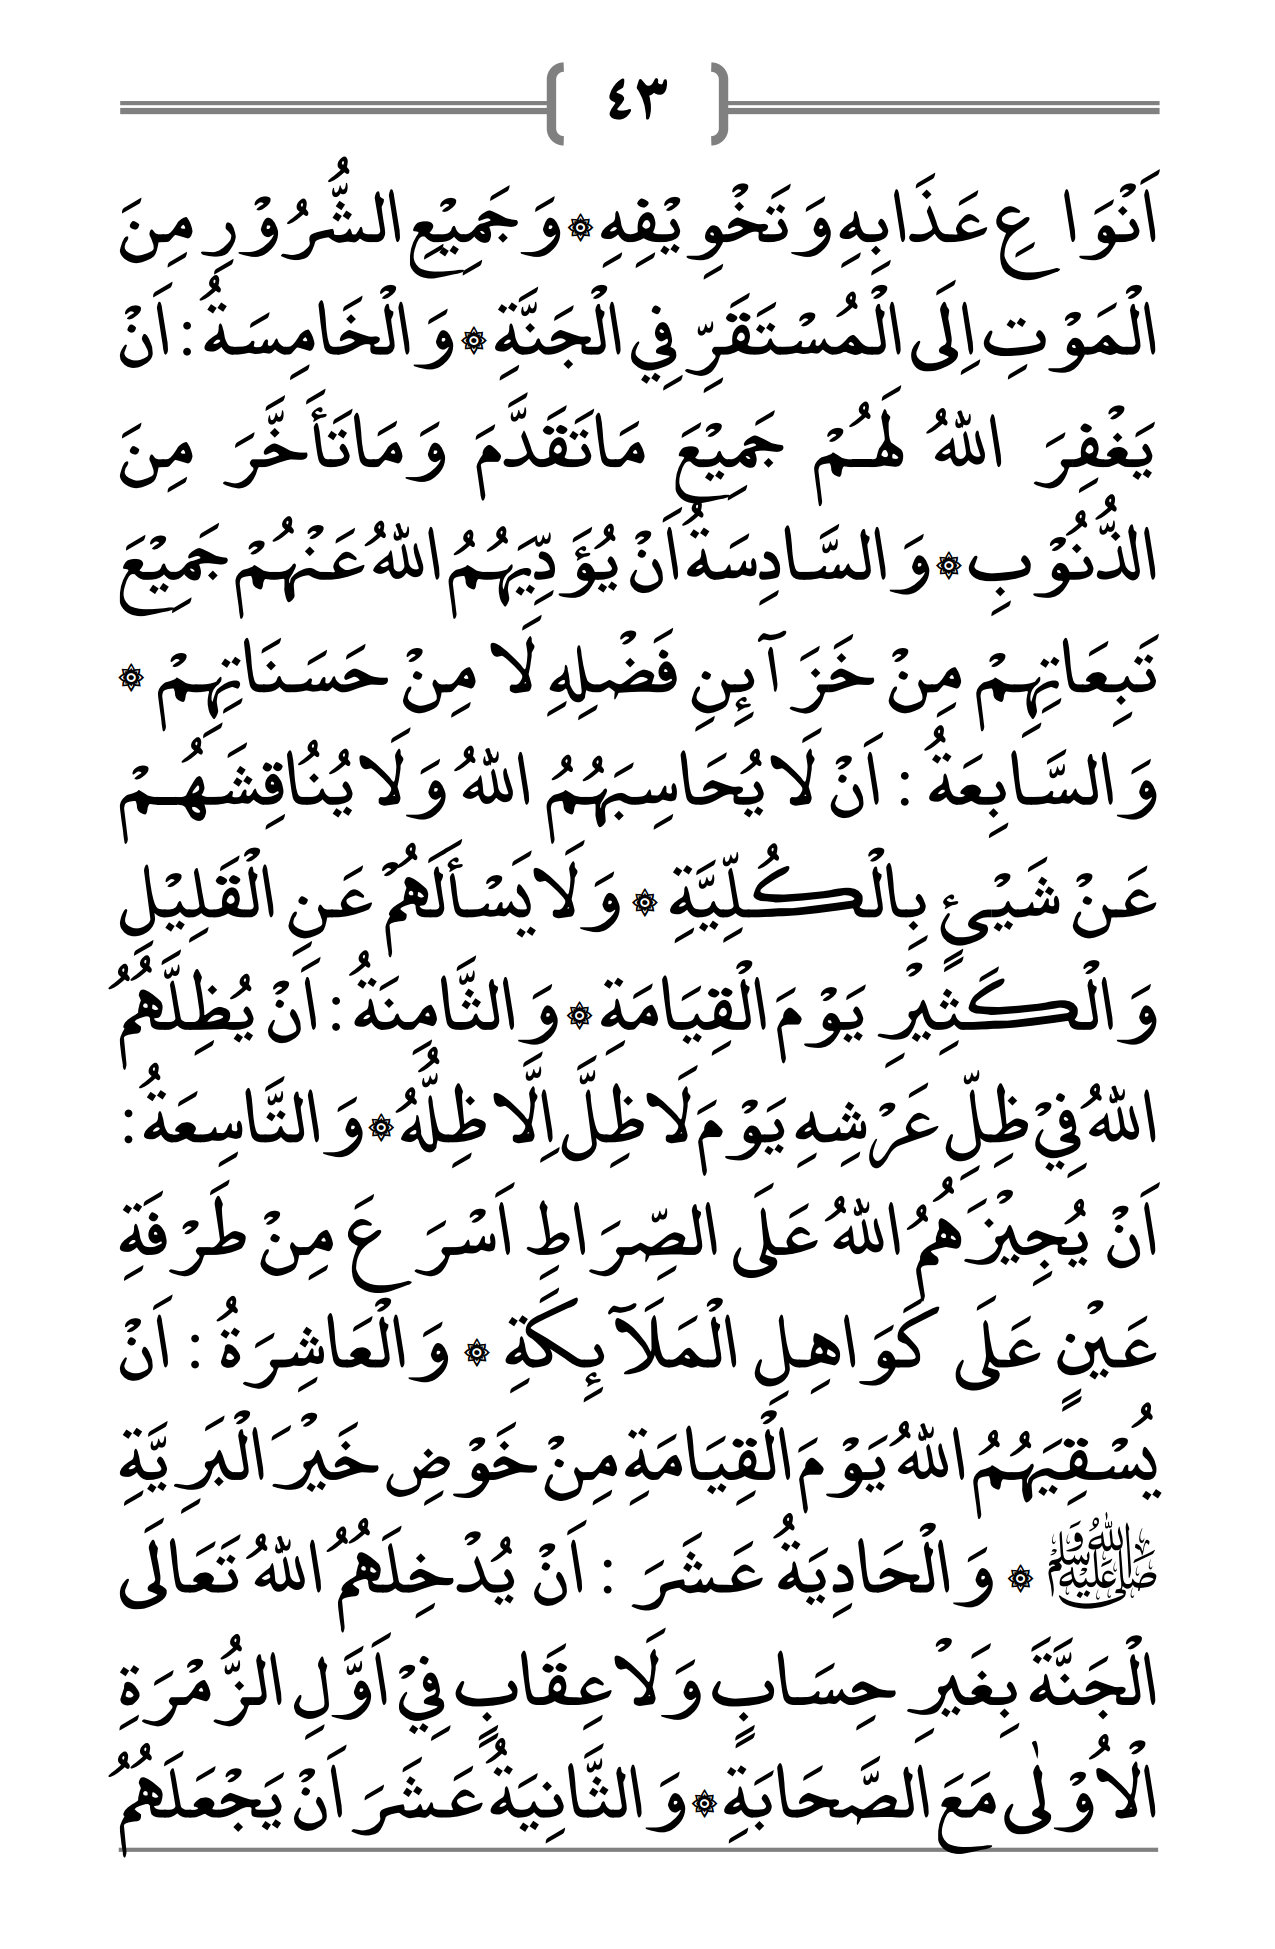 ٤٣
اَنْوَاعِ عَذَابِهِ وَتَخْوِيْفِهِ ۞ وَجَمِيْعِ الشُّرُوْرِ مِنَ
الْمَوْتِ اِلَى الْمُسْتَقَرِّ فِي الْجَنَّةِ ۞ وَالْخَامِسَةُ : اَنْ
يَغْفِرَ اللهُ لَهُمْ جَمِيْعَ مَاتَقَدَّمَ وَمَاتَأَخَّرَ مِنَ
الذُّنُوْبِ ۞ وَالسَّادِسَةُ اَنْ يُؤَدِّيَهُمُ اللهُ عَنْهُمْ جَمِيْعَ
تَبِعَاتِهِمْ مِنْ خَزَآئِنِ فَضْلِهِ لَا مِنْ حَسَنَاتِهِمْ ۞
وَالسَّابِعَةُ : اَنْ لَا يُحَاسِبَهُمُ اللهُ وَلَا يُنُاقِشَهُمْ
عَنْ شَيْئٍ بِالْكُلِّيَّةِ ۞ وَلَا يَسْأَلَهُمْ عَنِ الْقَلِيْلِ
وَالْكَثِيْرِ يَوْمَ الْقِيَامَةِ ۞ وَالثَّامِنَةُ : اَنْ يُظِلَّهُمُ
اللهُ فِيْ ظِلِّ عَرْشِهِ يَوْمَ لَا ظِلَّ اِلَّا ظِلُّهُ ۞ وَالتَّاسِعَةُ :
اَنْ يُجِيْزَهُمُ اللهُ عَلَى الصِّرَاطِ اَسْرَعَ مِنْ طَرْفَةِ
عَيْنٍ عَلَى كَوَاهِلِ الْمَلَآئِكَةِ ۞ وَالْعَاشِرَةُ : اَنْ
يُسْقِيَهُمُ اللهُ يَوْمَ الْقِيَامَةِ مِنْ خَوْضِ خَيْرَ الْبَرِيَّةِ
ﷺ ۞ وَالْحَادِيَةُ عَشَرَ : اَنْ يُدْخِلَهُمُ اللهُ تَعَالَى
الْجَنَّةَ بِغَيْرِ حِسَابٍ وَلَا عِقَابٍ فِيْ اَوَّلِ الزُّمْرَةِ
الْاُوْلٰى مَعَ الصَّحَابَةِ ۞ وَالثَّانِيَةُ عَشَرَ اَنْ يَجْعَلَهُمُ